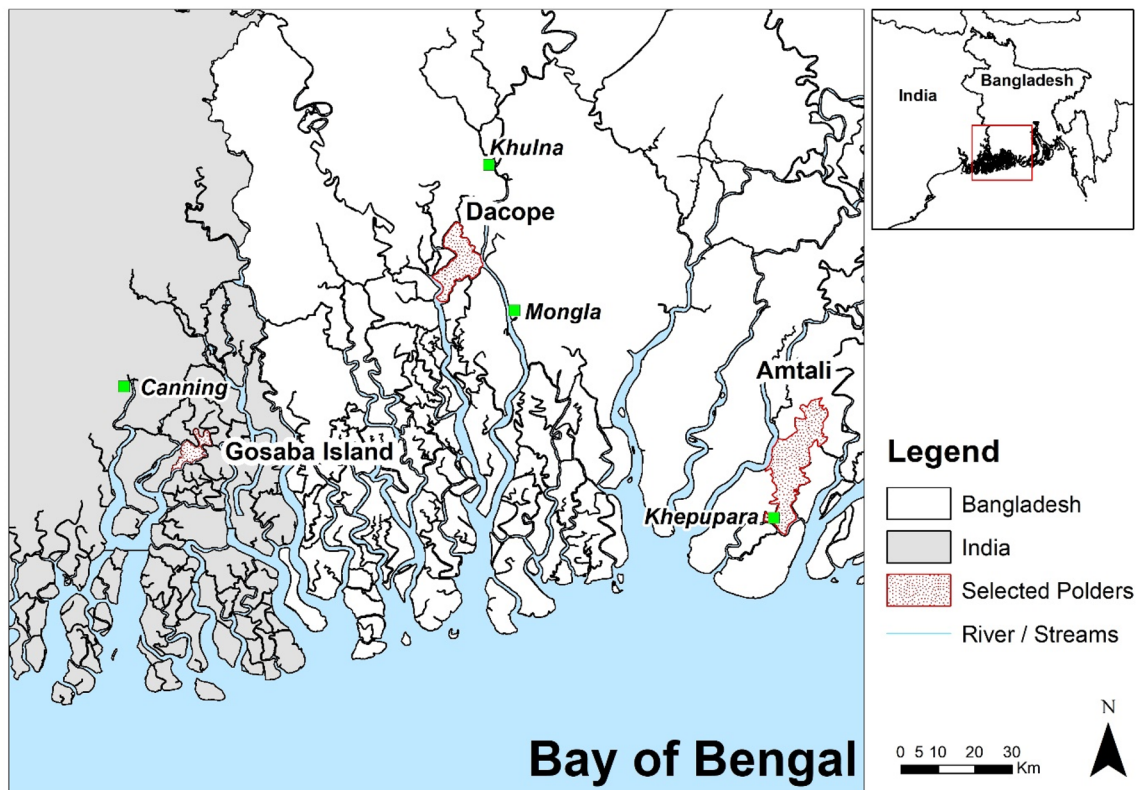 Khulna
Dacope
Mongla
Amtali
Canning
Gosaba Island
Khepupara
Bay of Bengal
Bangladesh
India
Legend
Bangladesh
India
Selected Polders
River / Streams
N
0 5 10 20 30
Km